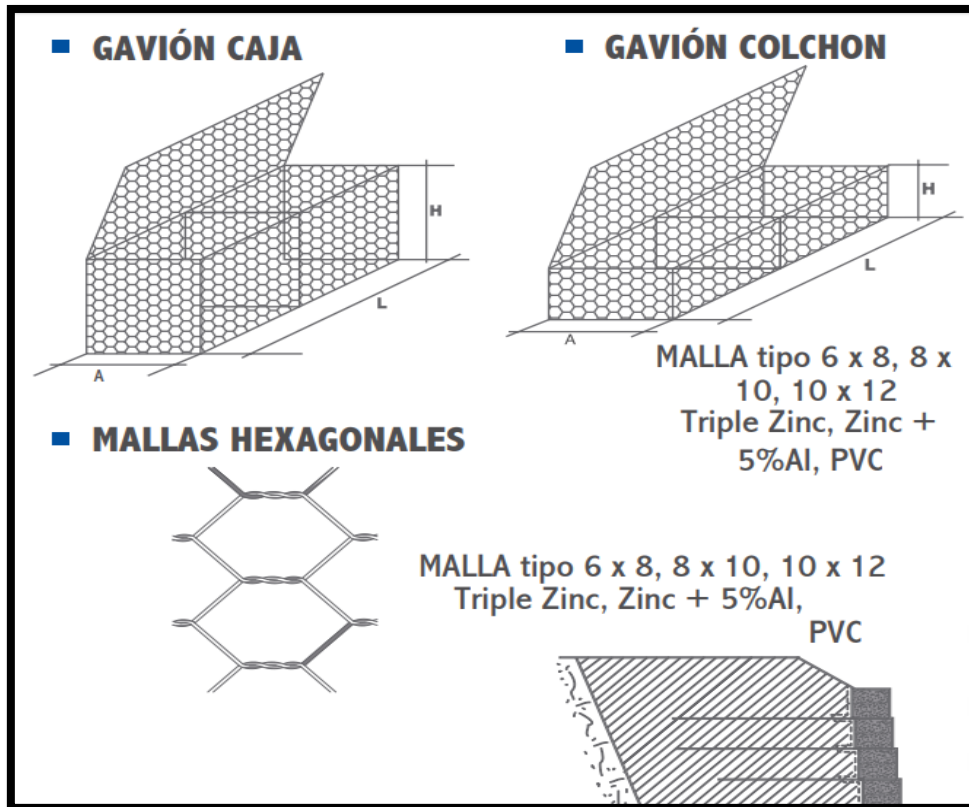 GAVIÓN CAJA
GAVIÓN COLCHON
H
L
A
H
L
A
MALLA tipo 6 x 8, 8 x
10, 10 x 12
Triple Zinc, Zinc +
5%Al, PVC
MALLAS HEXAGONALES
MALLA tipo 6 x 8, 8 x 10, 10 x 12
Triple Zinc, Zinc + 5%Al,
PVC